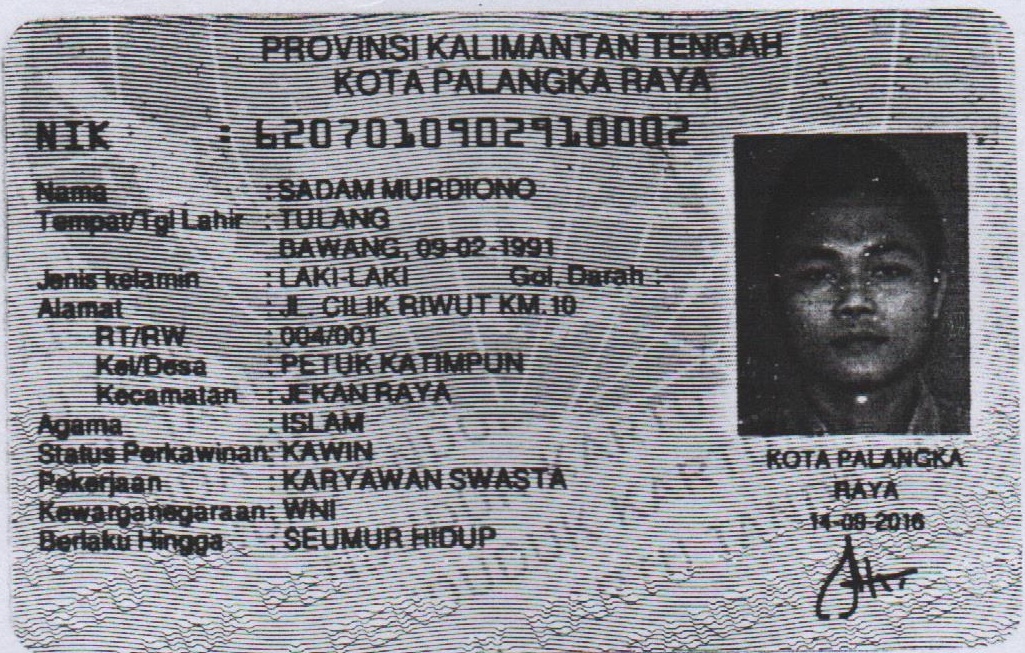 PROVINSI KALIMANTAN TENGAH
KOTA PALANGKA RAYA
NIK : 6207010902910002
Nama : SADAM MURDIONO
Tempat/Tgl Lahir : TULANG
BAWANG, 09-02-1991
Jenis kelamin : LAKI-LAKI Gol. Darah :
Alamat : JL. CILIK RIWUT KM.10
RT/RW : 004/001
Kel/Desa : PETUK KATIMPUN
Kecamatan : JEKAN RAYA
Agama : ISLAM
Status Perkawinan: KAWIN
Pekerjaan : KARYAWAN SWASTA
Kewarganegaraan: WNI
Berlaku Hingga : SEUMUR HIDUP
KOTA PALANGKA
RAYA
14-08-2016